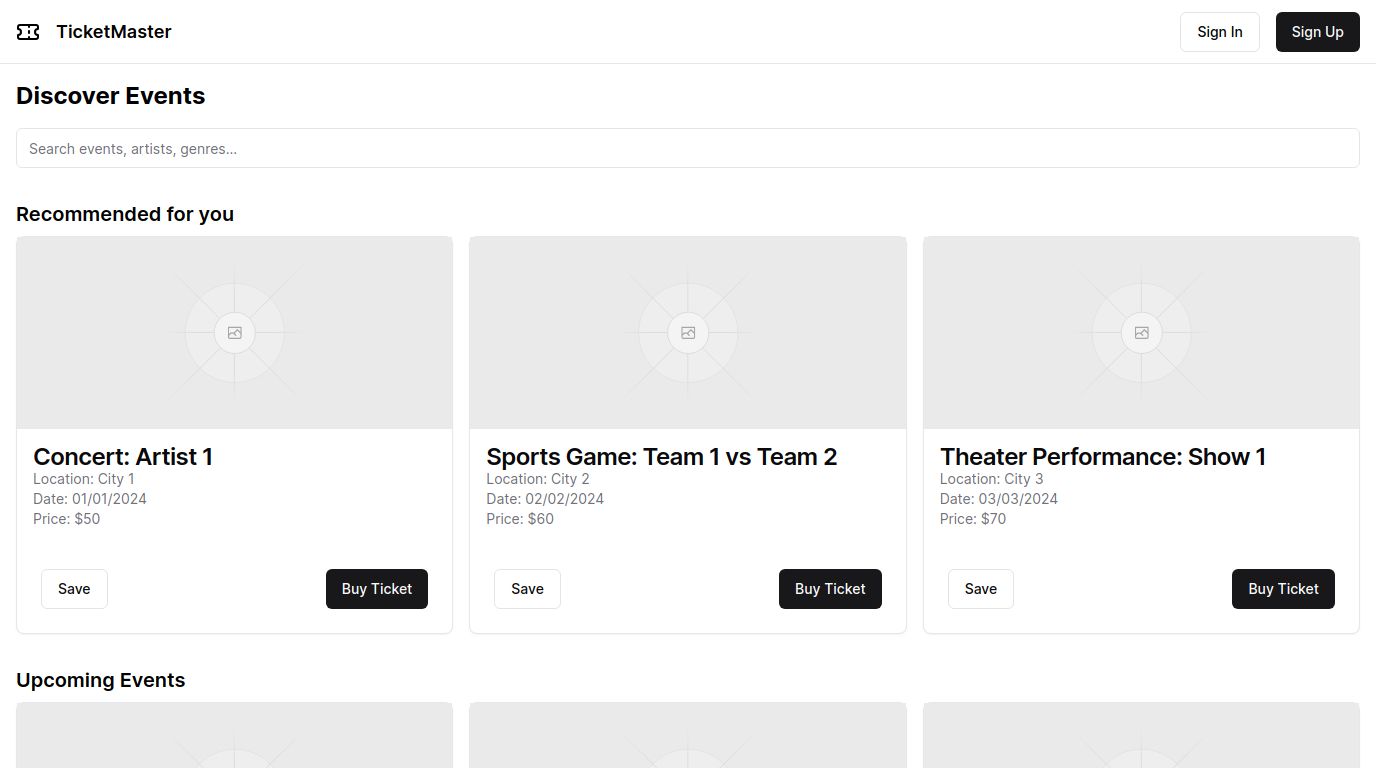 TicketMaster
Sign In
Sign Up
Discover Events
Search events, artists, genres...
Recommended for you
Concert: Artist 1
Location: City 1
Date: 01/01/2024
Price: $50
Save
Buy Ticket
Sports Game: Team 1 vs Team 2
Location: City 2
Date: 02/02/2024
Price: $60
Save
Buy Ticket
Theater Performance: Show 1
Location: City 3
Date: 03/03/2024
Price: $70
Save
Buy Ticket
Upcoming Events